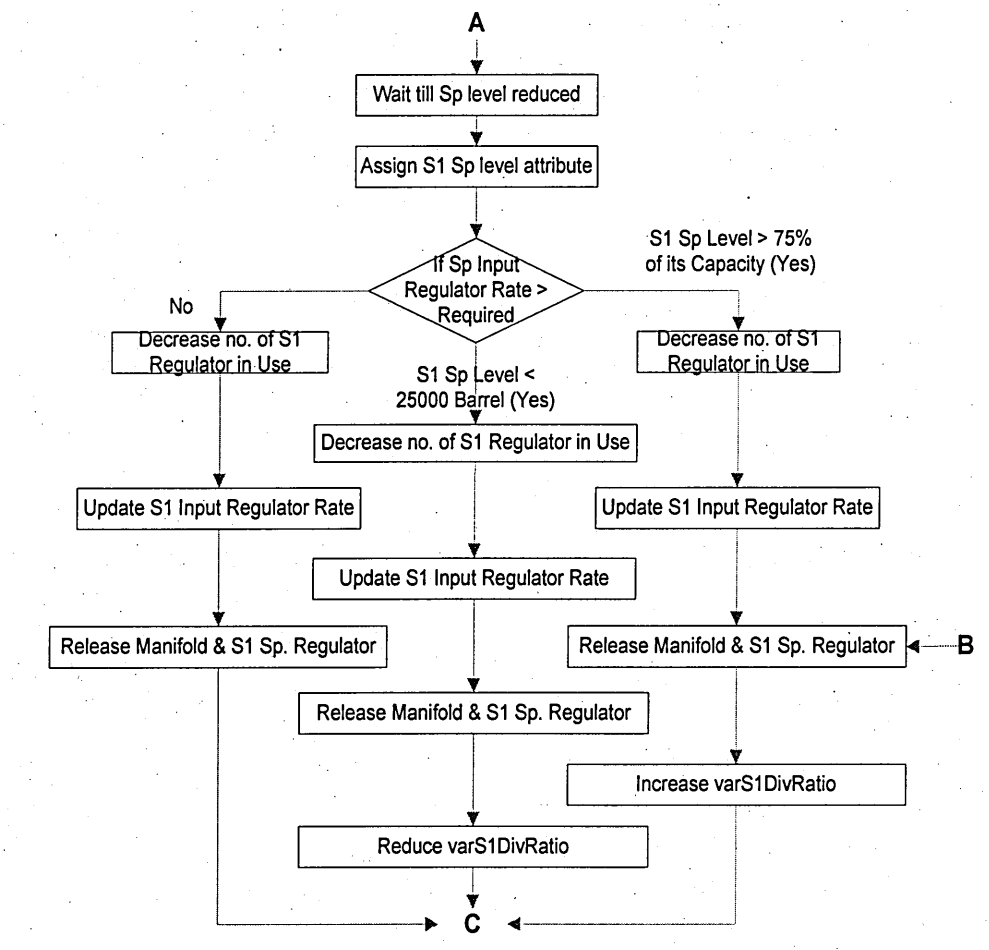 A
Wait till Sp level reduced
Assign S1 Sp level attribute
If Sp Input
Regulator Rate >
Required
S1 Sp Level > 75%
of its Capacity (Yes)
No
Decrease no. of S1
Regulator in Use
S1 Sp Level <
25000 Barrel (Yes)
Decrease no. of S1
Regulator in Use
Decrease no. of S1 Regulator in Use
Update S1 Input Regulator Rate
Update S1 Input Regulator Rate
Update S1 Input Regulator Rate
Release Manifold & S1 Sp. Regulator
Release Manifold & S1 Sp. Regulator
B
Release Manifold & S1 Sp. Regulator
Increase varS1DivRatio
Reduce varS1DivRatio
C